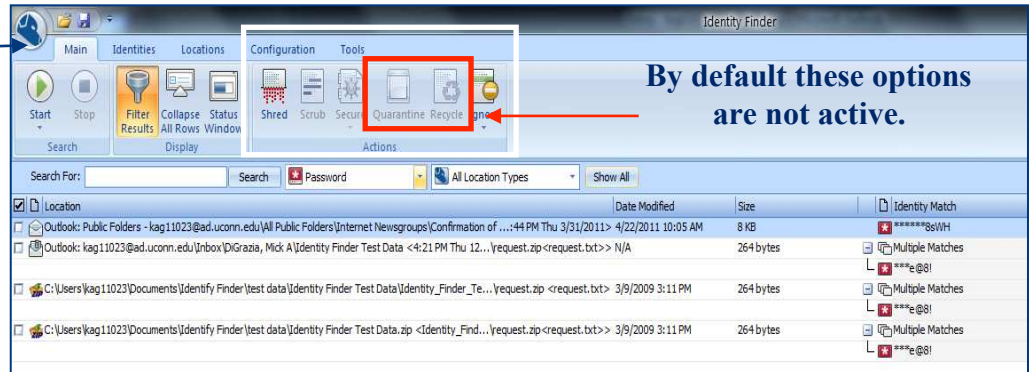 Identity Finder
Main Identities Locations Configuration Tools
Start Stop Filter Results Collapse All Rows Status Window Shred Scrub Secure Quarantine Recycle
Search Display Actions
By default these options
are not active.
Search For: Search Password All Location Types Show All
Location Date Modified Size Identity Match
Outlook: Public Folders - kag11023@ad.uconn.edu\All Public Folders\Internet Newsgroups\Confirmation of ...:44 PM Thu 3/31/2011> 4/22/2011 10:05 AM 8 KB ******8sWH
Outlook: kag11023@ad.uconn.edu\Inbox\DiGrazia, Mick A\Identity Finder Test Data <4:21 PM Thu 12...\request.zip<request.txt>> N/A 264 bytes Multiple Matches
***e@8!
C:\Users\kag11023\Documents\Identify Finder\test data\Identity Finder Test Data\Identity_Finder_Te...\request.zip <request.txt> 3/9/2009 3:11 PM 264 bytes Multiple Matches
***e@8!
C:\Users\kag11023\Documents\Identify Finder\test data\Identity Finder Test Data.zip <Identity_Find...\request.zip<request.txt>> 3/9/2009 3:11 PM 264 bytes Multiple Matches
***e@8!